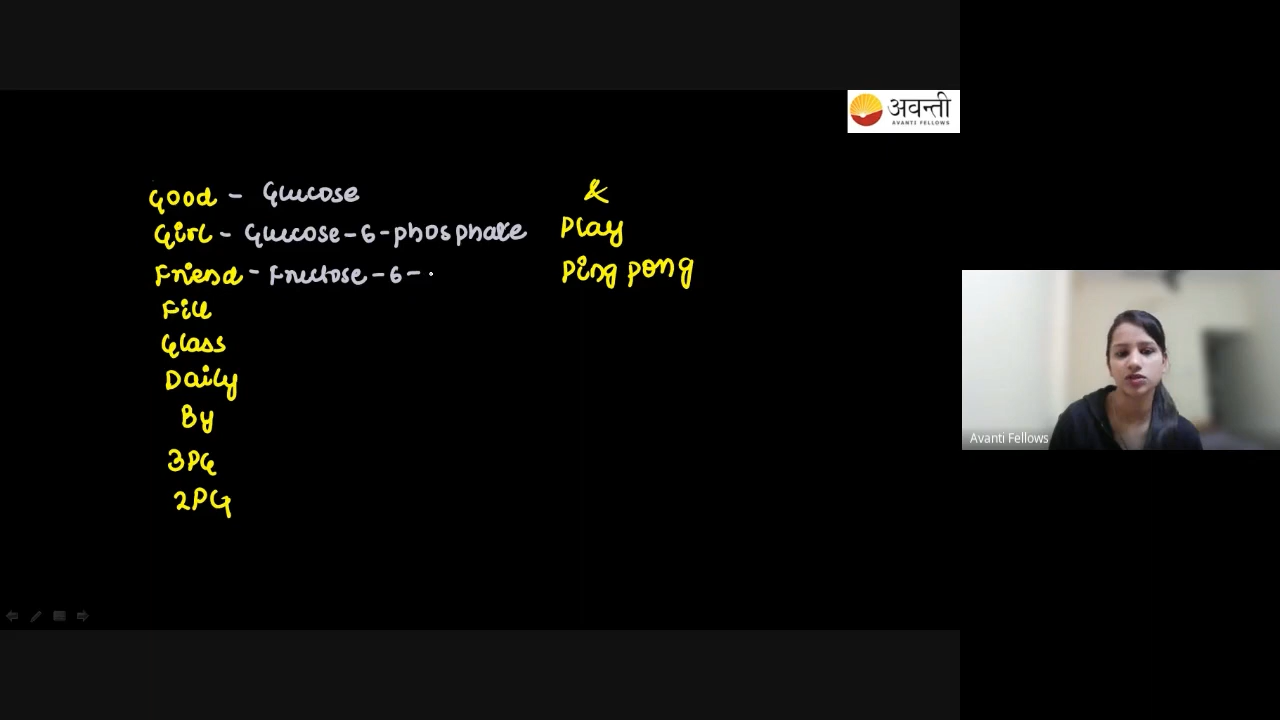 अवन्ती
AVANTI FELLOWS
Good - Glucose
Girl - Glucose-6-phosphate
Friend - Fructose-6-
Fill
Glass
Daily
By
3PG
2PG
&
Play
Ping pong
Avanti Fellows